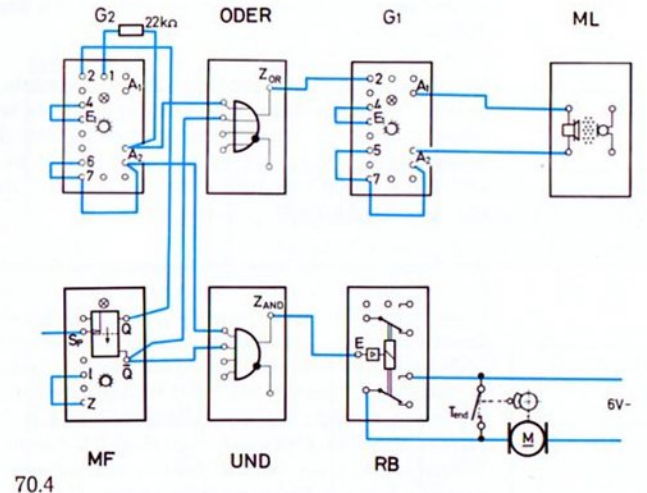 G2 22kΩ ODER G1 ML
2 1 A1
4
E1
6 A2
7
ZOR
2 A1
4
E1
5 A2
7
Q
SP
Q̄
1
Z
ZAND
E
Tend
M
6V-
MF UND RB
70.4